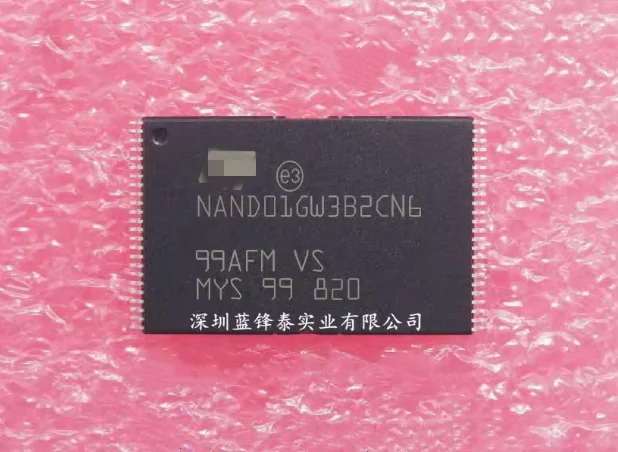 e3
NAND01GW3B2CN6
99AFM VS
MYS 99 820
深圳蓝锋泰实业有限公司